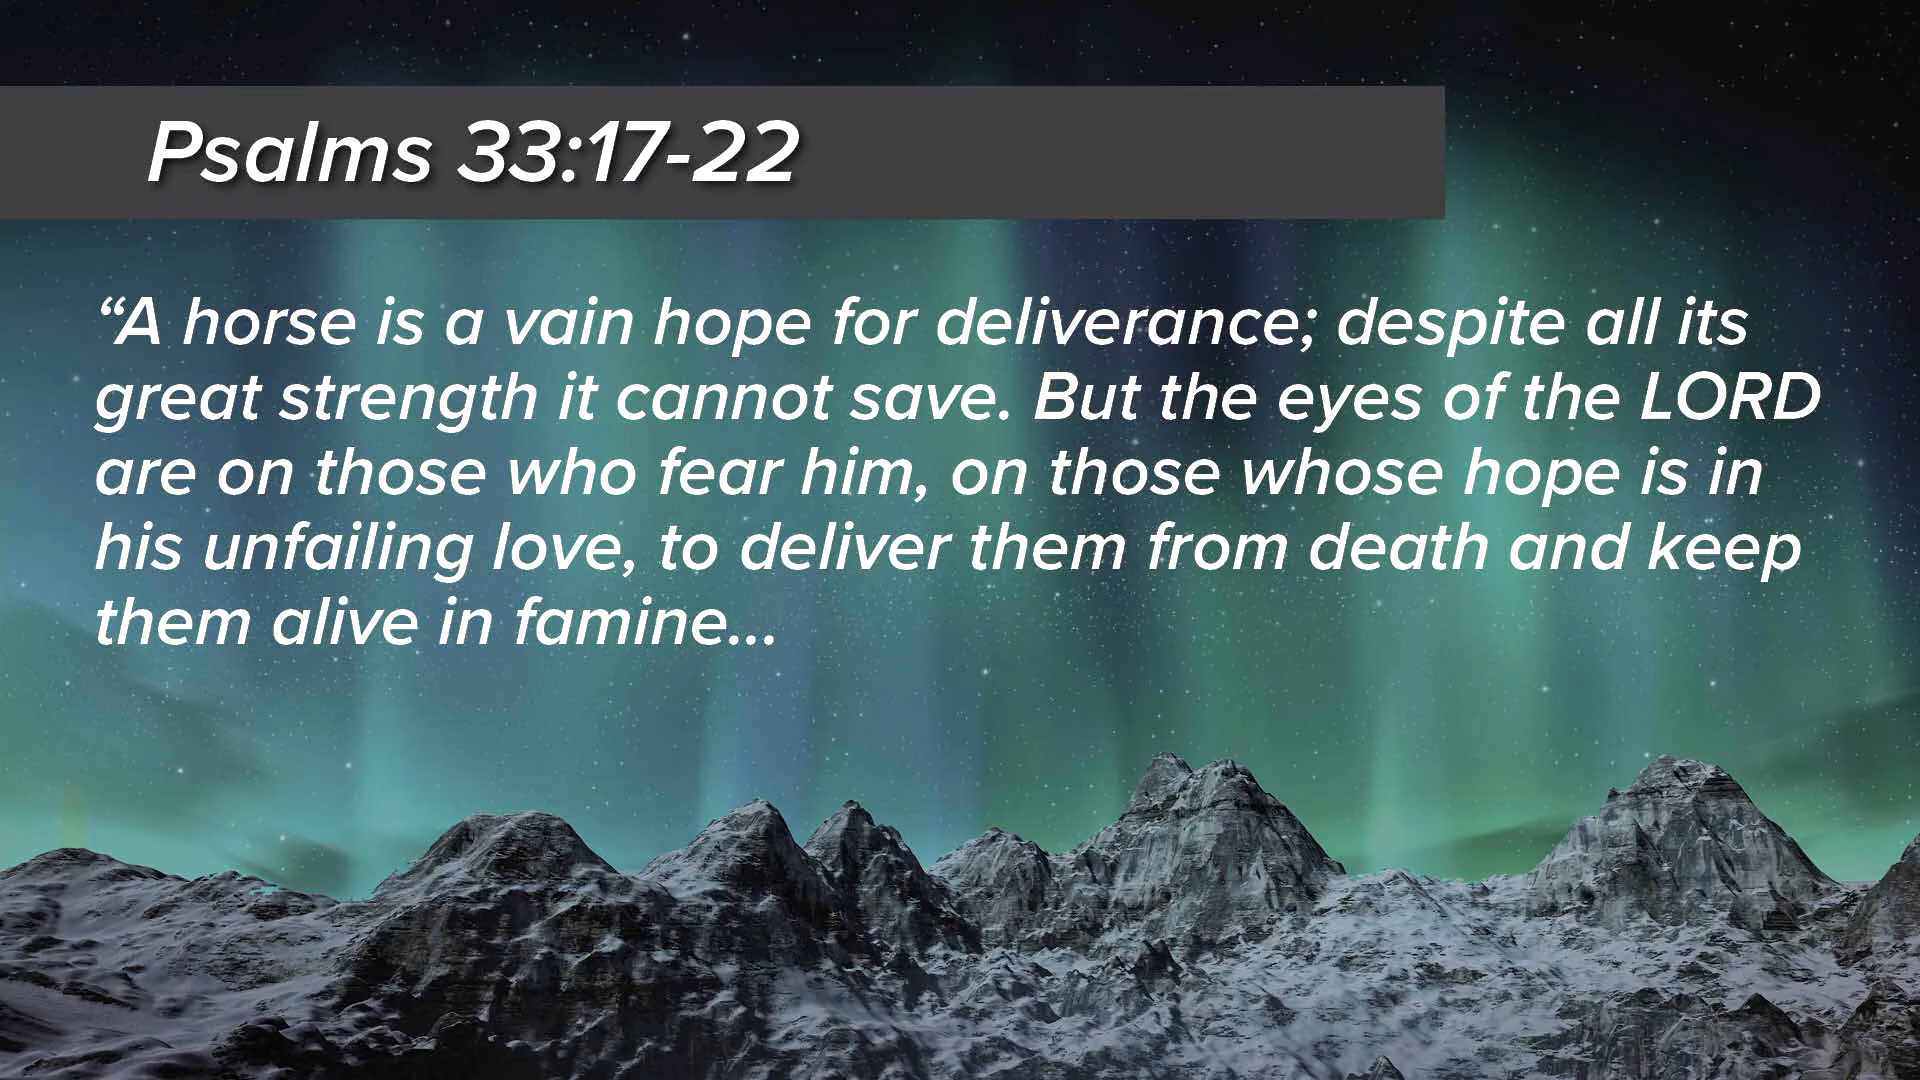 Psalms 33:17-22
“A horse is a vain hope for deliverance; despite all its
great strength it cannot save. But the eyes of the LORD
are on those who fear him, on those whose hope is in
his unfailing love, to deliver them from death and keep
them alive in famine...